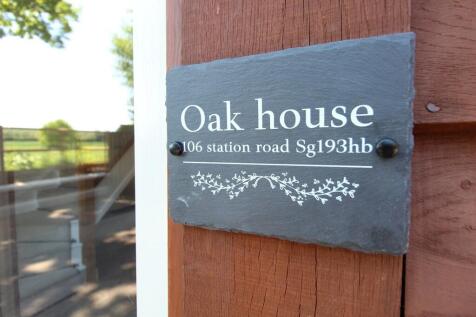 Oak house
106 station road Sg193hb